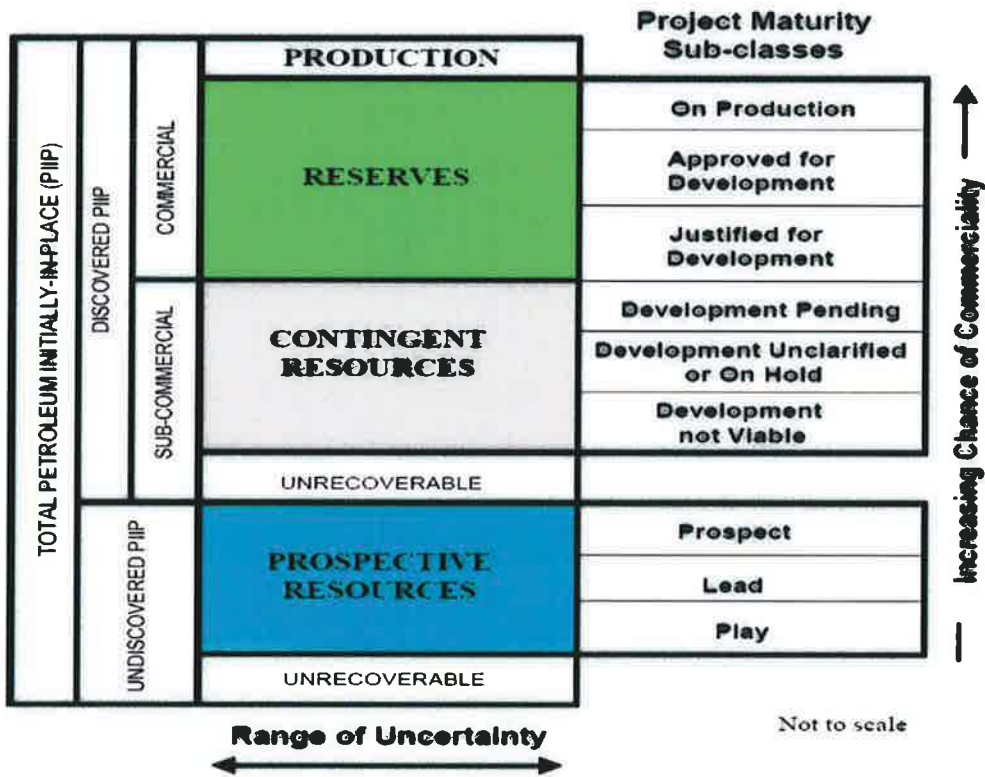 Project Maturity
Sub-classes
PRODUCTION
TOTAL PETROLEUM INITIALLY-IN-PLACE (PIIP)
DISCOVERED PIIP
COMMERCIAL
RESERVES
On Production
Approved for
Development
Justified for
Development
SUB-COMMERCIAL
CONTINGENT
RESOURCES
Development Pending
Development Unclarified
or On Hold
Development
not Viable
UNRECOVERABLE
UNDISCOVERED PIIP
PROSPECTIVE
RESOURCES
Prospect
Lead
Play
UNRECOVERABLE
Increasing Chance of Commerciality
Range of Uncertainty
Not to scale